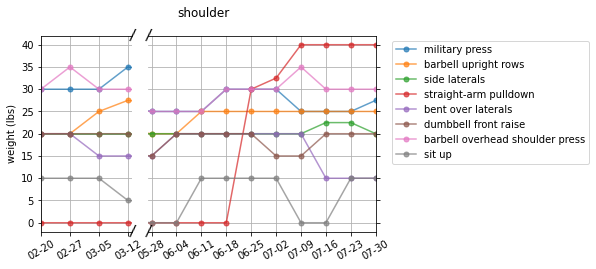 shoulder
weight (lbs)
40
35
30
25
20
15
10
5
0
02-20 02-27 03-05 03-12 05-28 06-04 06-11 06-18 06-25 07-02 07-09 07-16 07-23 07-30
military press
barbell upright rows
side laterals
straight-arm pulldown
bent over laterals
dumbbell front raise
barbell overhead shoulder press
sit up